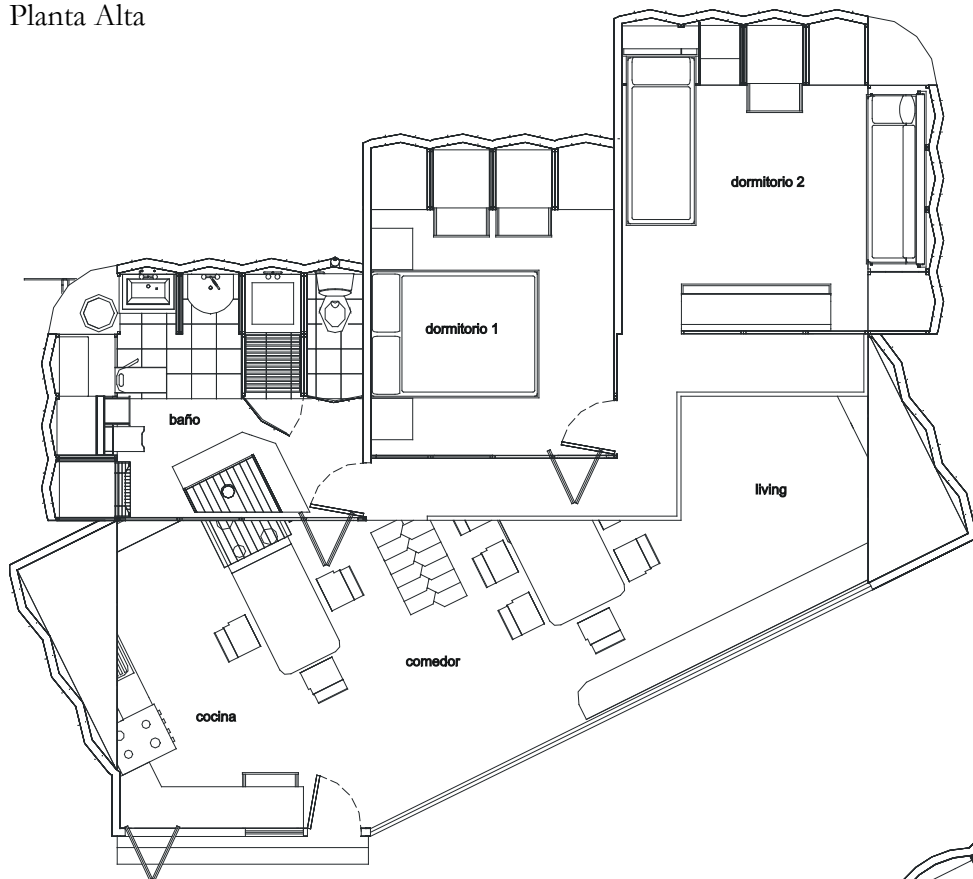 Planta Alta
dormitorio 2
dormitorio 1
baño
living
comedor
cocina